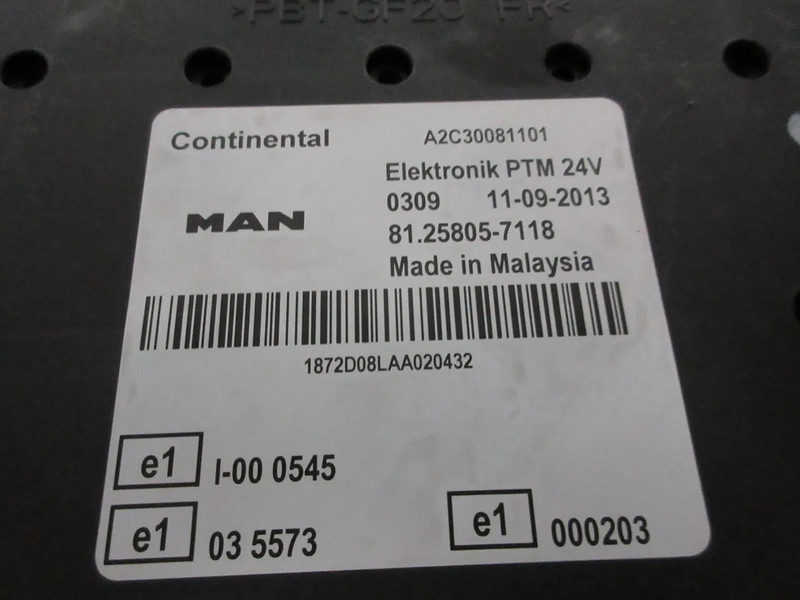 >PBT-GF20 FR<
Continental A2C30081101
Elektronik PTM 24V
0309 11-09-2013
MAN
81.25805-7118
Made in Malaysia
1872D08LAA020432
e1 I-00 0545
e1 03 5573
e1 000203